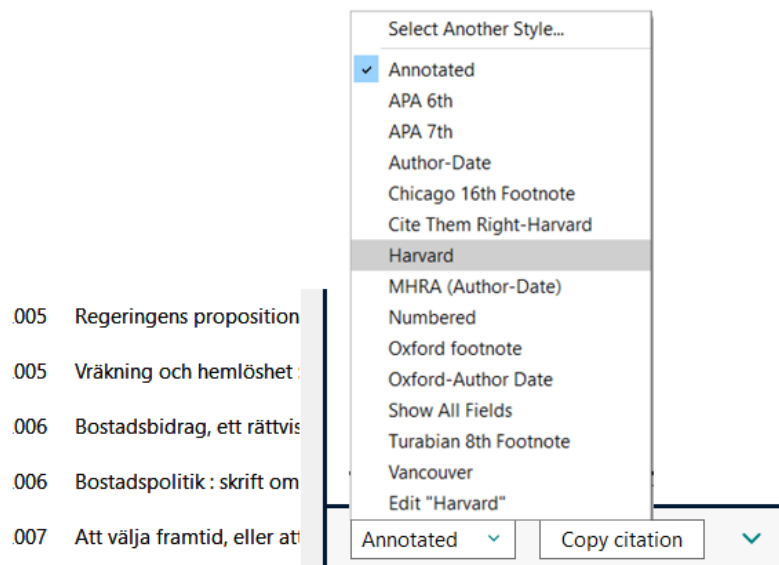 Select Another Style...
Annotated
APA 6th
APA 7th
Author-Date
Chicago 16th Footnote
Cite Them Right-Harvard
Harvard
MHRA (Author-Date)
Numbered
Oxford footnote
Oxford-Author Date
Show All Fields
Turabian 8th Footnote
Vancouver
Edit "Harvard"
005 Regeringens proposition
005 Vräkning och hemlöshet :
006 Bostadsbidrag, ett rättvis
006 Bostadspolitik : skrift om
007 Att välja framtid, eller att
Annotated
Copy citation